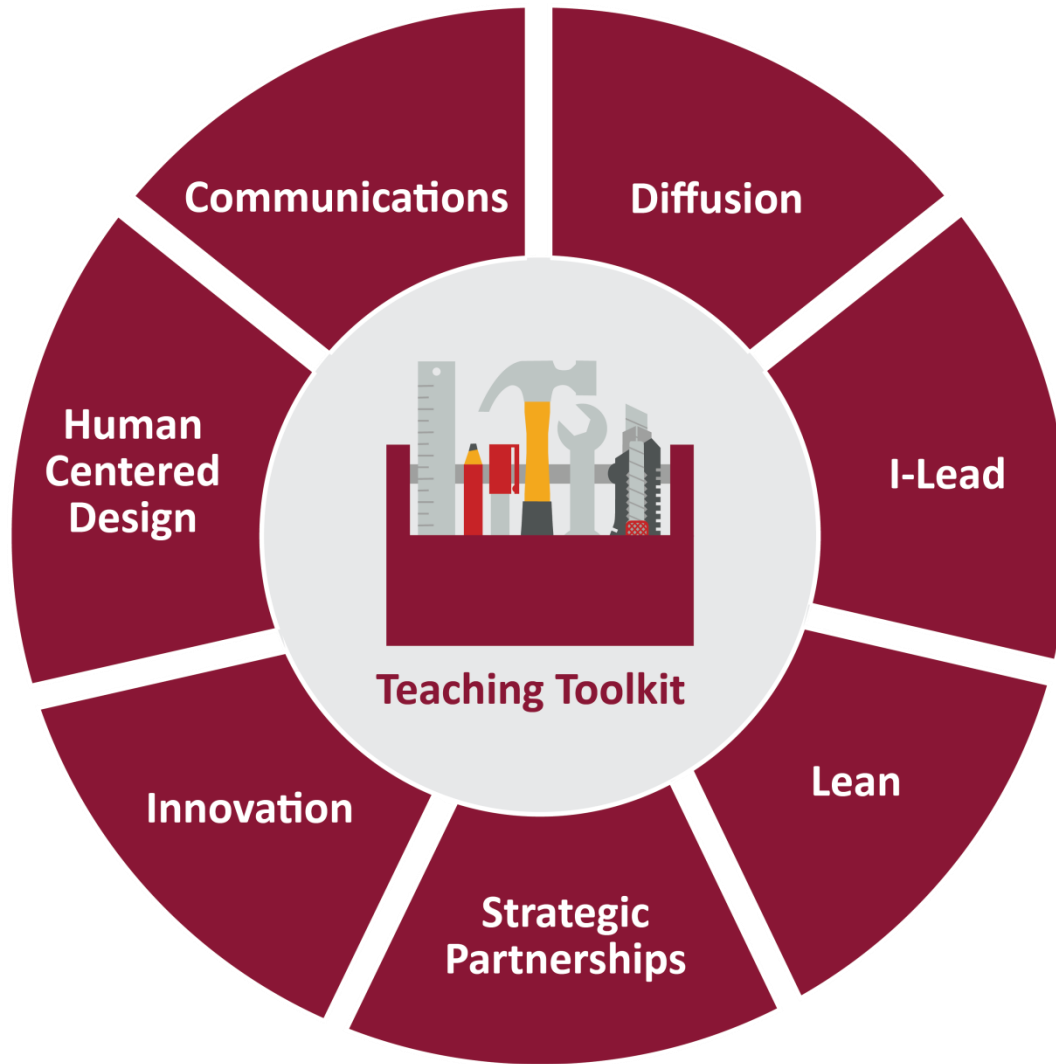 Communications
Diffusion
I-Lead
Lean
Strategic
Partnerships
Innovation
Human
Centered
Design
Teaching Toolkit